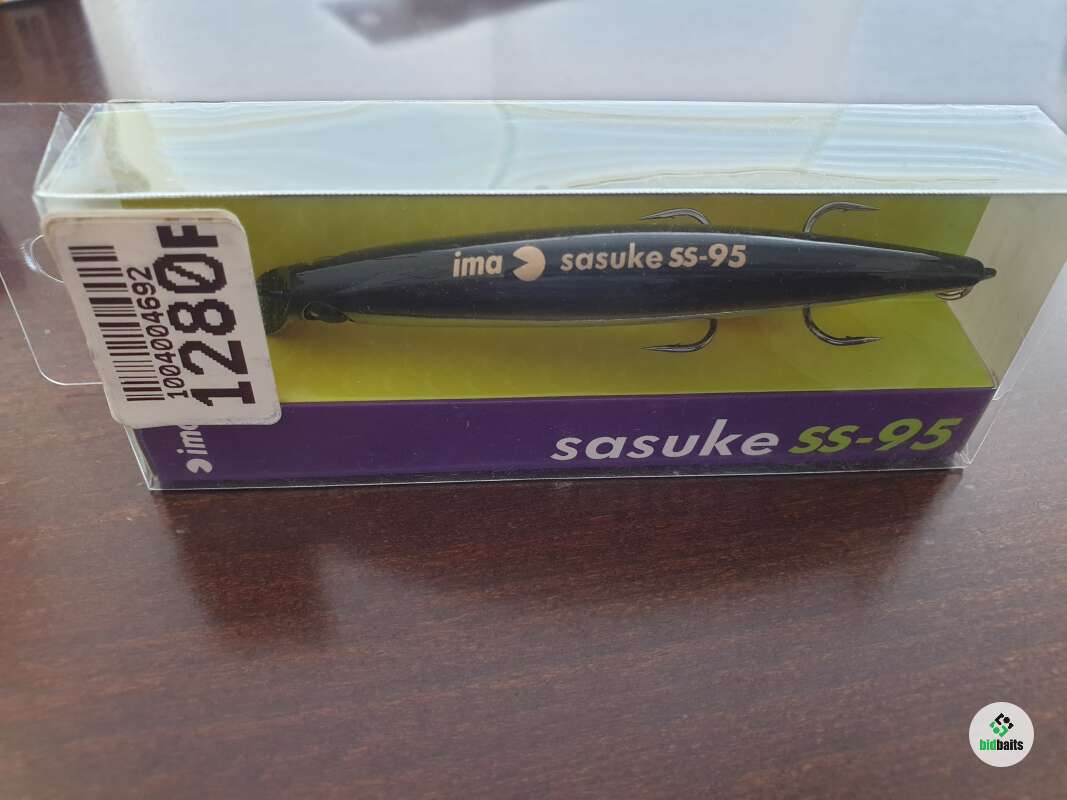 ima sasuke SS-95
1004004692
1280F
ima
sasuke SS-95
bidbaits